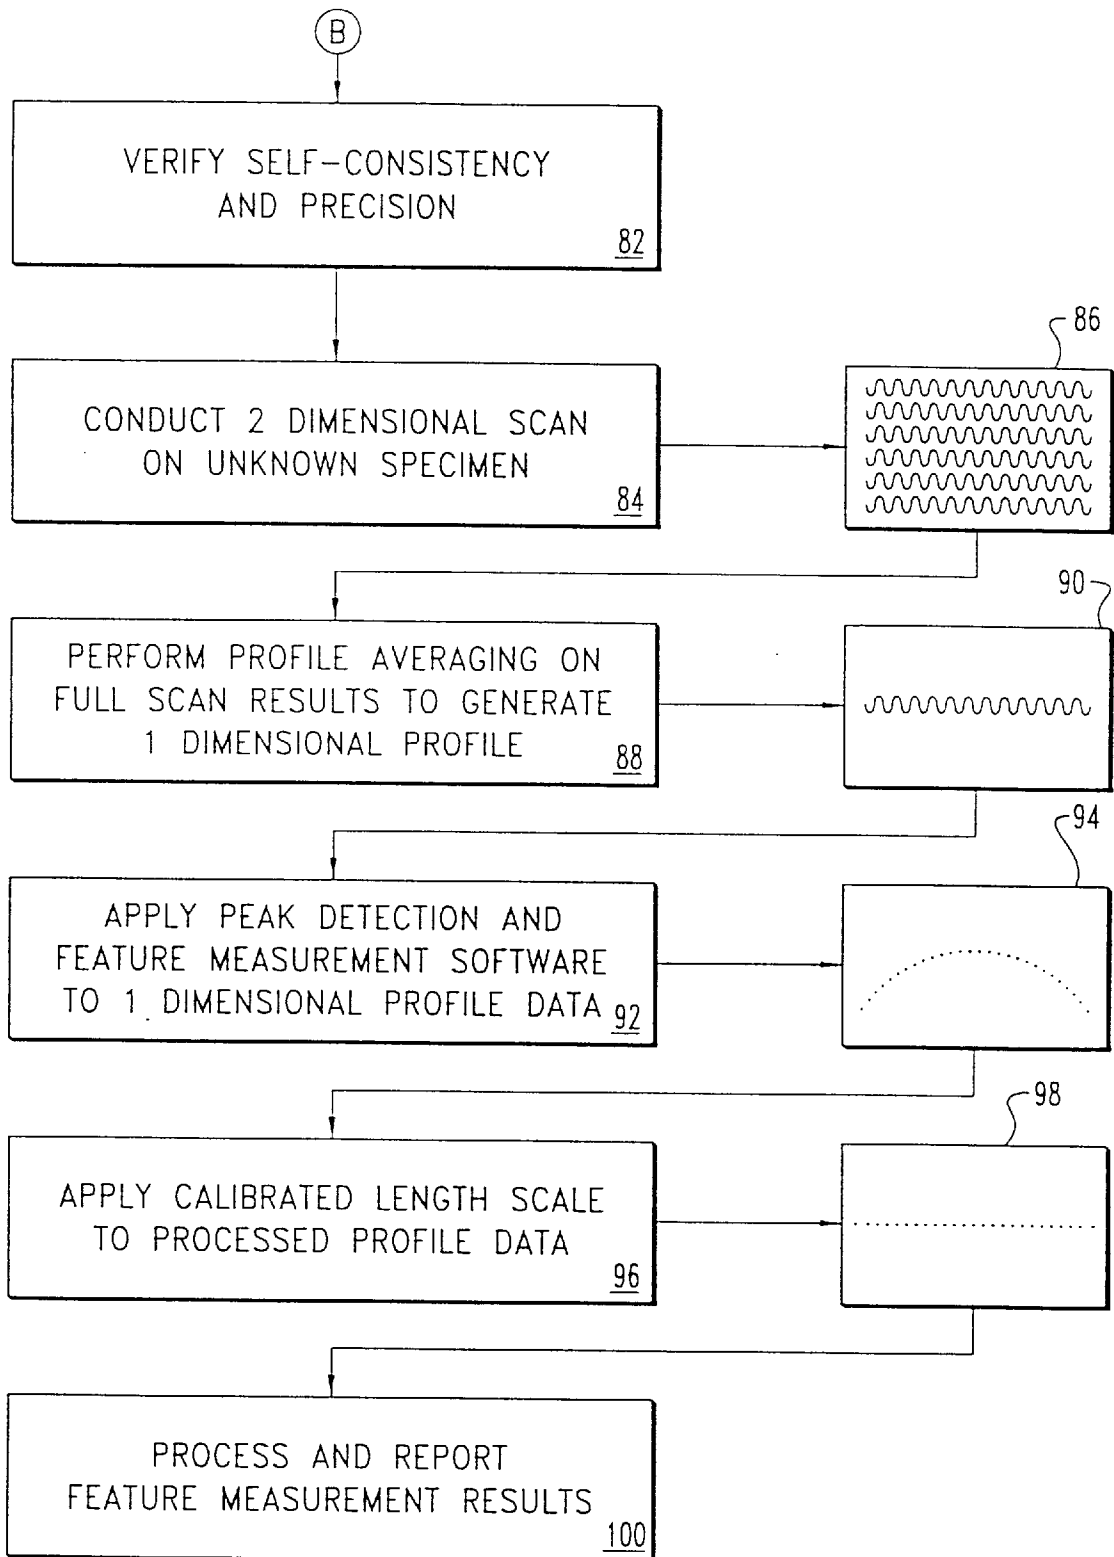 B
VERIFY SELF-CONSISTENCY
AND PRECISION
82
CONDUCT 2 DIMENSIONAL SCAN
ON UNKNOWN SPECIMEN
84
86
PERFORM PROFILE AVERAGING ON
FULL SCAN RESULTS TO GENERATE
1 DIMENSIONAL PROFILE
88
90
APPLY PEAK DETECTION AND
FEATURE MEASUREMENT SOFTWARE
TO 1 DIMENSIONAL PROFILE DATA
92
94
APPLY CALIBRATED LENGTH SCALE
TO PROCESSED PROFILE DATA
96
98
PROCESS AND REPORT
FEATURE MEASUREMENT RESULTS
100